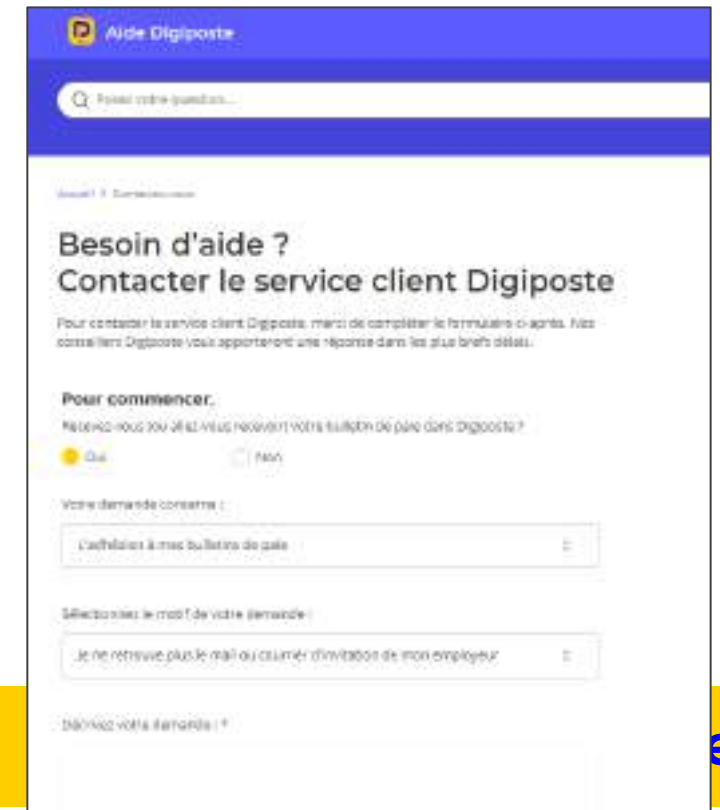 Aide Digiposte
Posez votre question...
Accueil > Contactez-nous
Besoin d'aide ?
Contacter le service client Digiposte
Pour contacter le service client Digiposte, merci de compléter le formulaire ci-après. Nos
conseillers Digiposte vous apporteront une réponse dans les plus brefs délais.
Pour commencer,
Recevez-vous (ou allez-vous recevoir) votre bulletin de paie dans Digiposte ?
Oui Non
Votre demande concerne :
L'adhésion à mes bulletins de paie
Sélectionnez le motif de votre demande :
Je ne retrouve plus le mail ou courrier d'invitation de mon employeur
Décrivez votre demande : *